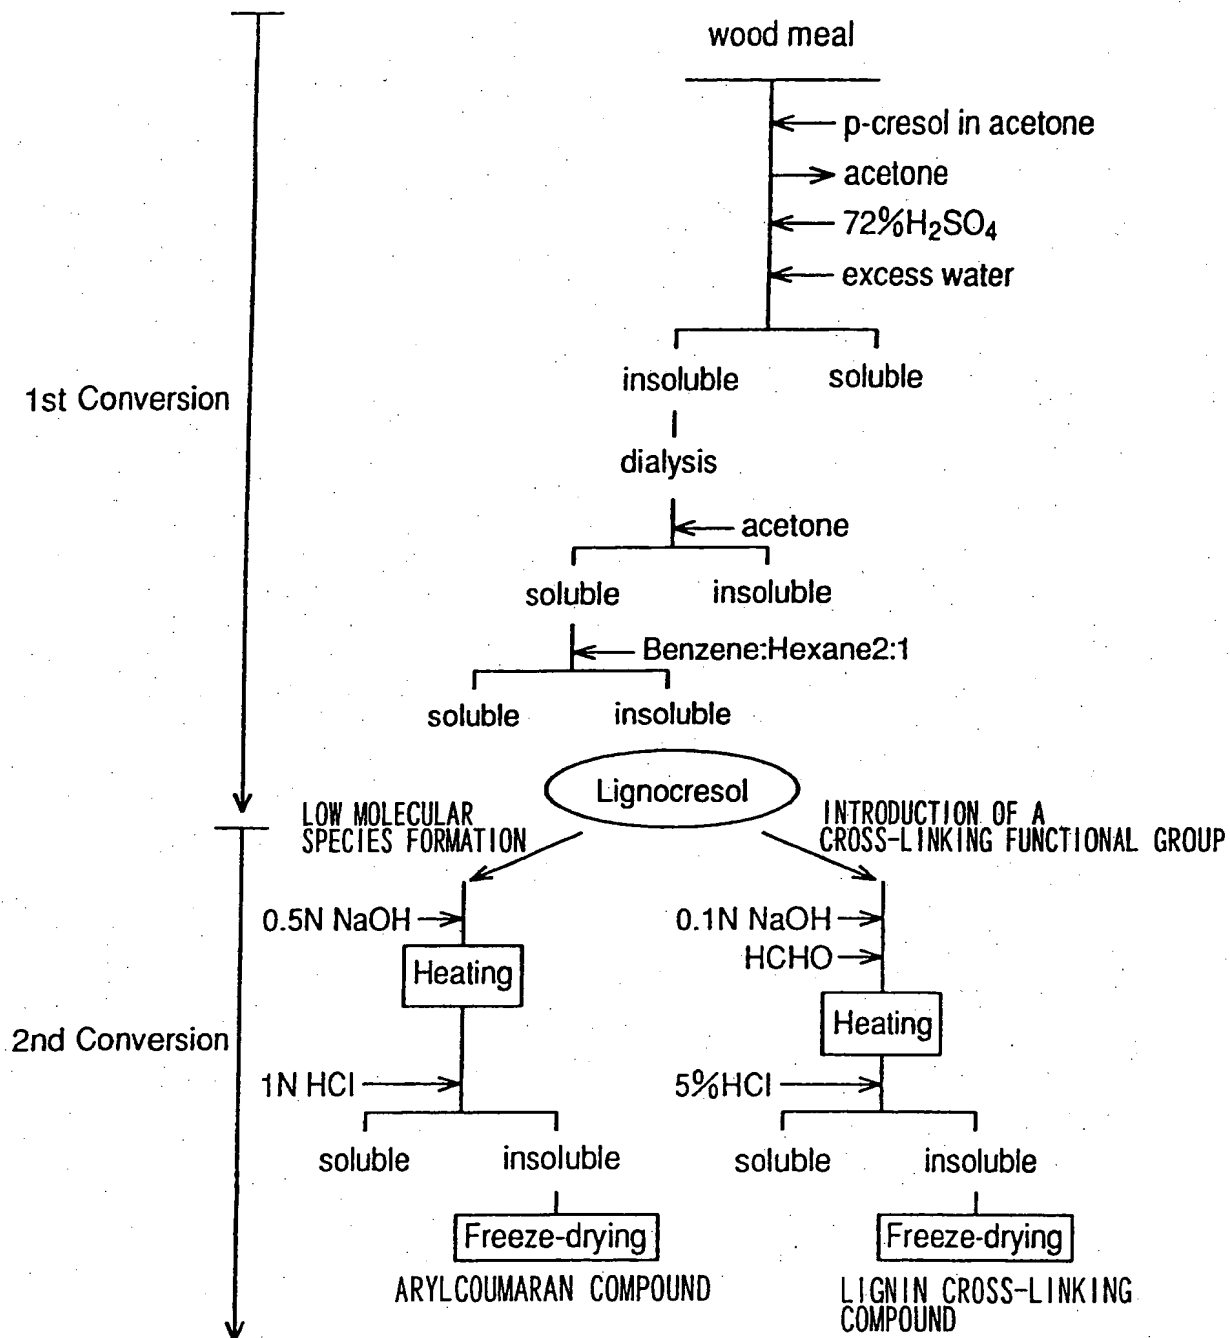 wood meal
p-cresol in acetone
acetone
72%H₂SO₄
excess water
insoluble
soluble
1st Conversion
dialysis
acetone
soluble
insoluble
Benzene:Hexane2:1
soluble
insoluble
Lignocresol
LOW MOLECULAR
SPECIES FORMATION
INTRODUCTION OF A
CROSS-LINKING FUNCTIONAL GROUP
0.5N NaOH
Heating
1N HCl
soluble
insoluble
Freeze-drying
ARYLCOUMARAN COMPOUND
0.1N NaOH
HCHO
Heating
5%HCl
soluble
insoluble
Freeze-drying
LIGNIN CROSS-LINKING
COMPOUND
2nd Conversion